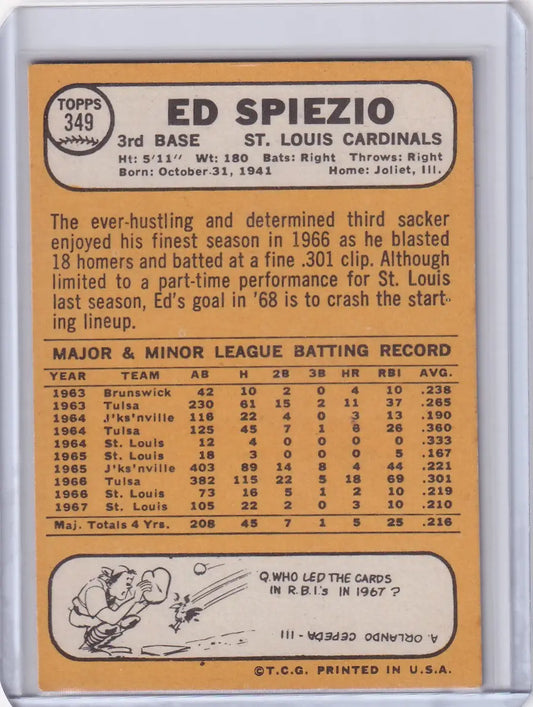 TOPPS
349
ED SPIEZIO
3rd BASE ST. LOUIS CARDINALS
Ht: 5'11" Wt: 180 Bats: Right Throws: Right
Born: October 31, 1941 Home: Joliet, Ill.
The ever-hustling and determined third sacker
enjoyed his finest season in 1966 as he blasted
18 homers and batted at a fine .301 clip. Although
limited to a part-time performance for St. Louis
last season, Ed's goal in '68 is to crash the start-
ing lineup.
MAJOR & MINOR LEAGUE BATTING RECORD
YEAR TEAM AB H 2B 3B HR RBI AVG.
1963 Brunswick 42 10 2 0 4 10 .238
1963 Tulsa 230 61 15 2 11 37 .265
1964 J'ks'nville 116 22 4 0 3 13 .190
1964 Tulsa 125 45 7 1 6 26 .360
1964 St. Louis 12 4 0 0 0 0 .333
1965 St. Louis 18 3 0 0 0 5 .167
1965 J'ks'nville 403 89 14 8 4 44 .221
1966 Tulsa 382 115 22 5 18 69 .301
1966 St. Louis 73 16 5 1 2 10 .219
1967 St. Louis 105 22 2 0 3 10 .210
Maj. Totals 4 Yrs. 208 45 7 1 5 25 .216
Q. WHO LED THE CARDS
IN R.B.I.'s IN 1967?
A. ORLANDO CEPEDA - 111
©T.C.G. PRINTED IN U.S.A.